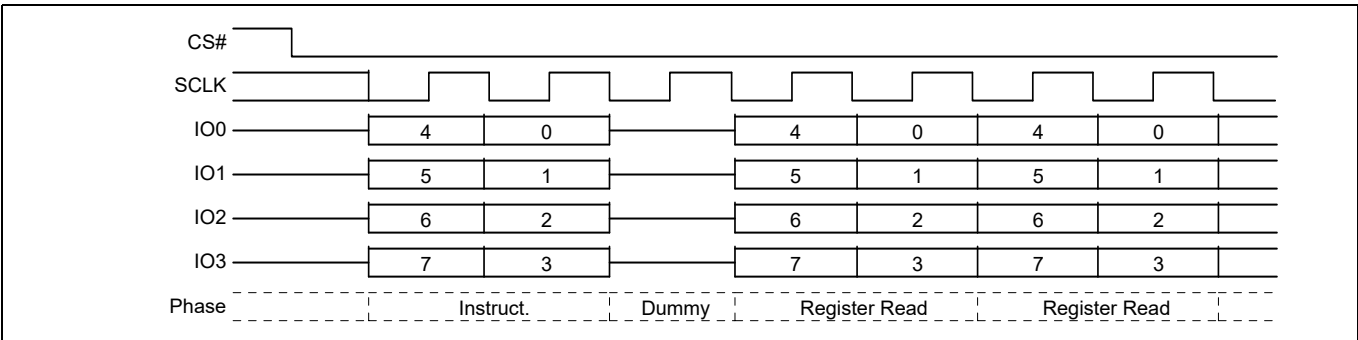 CS#
SCLK
IO0 4 0 4 0 4 0
IO1 5 1 5 1 5 1
IO2 6 2 6 2 6 2
IO3 7 3 7 3 7 3
Phase Instruct. Dummy Register Read Register Read